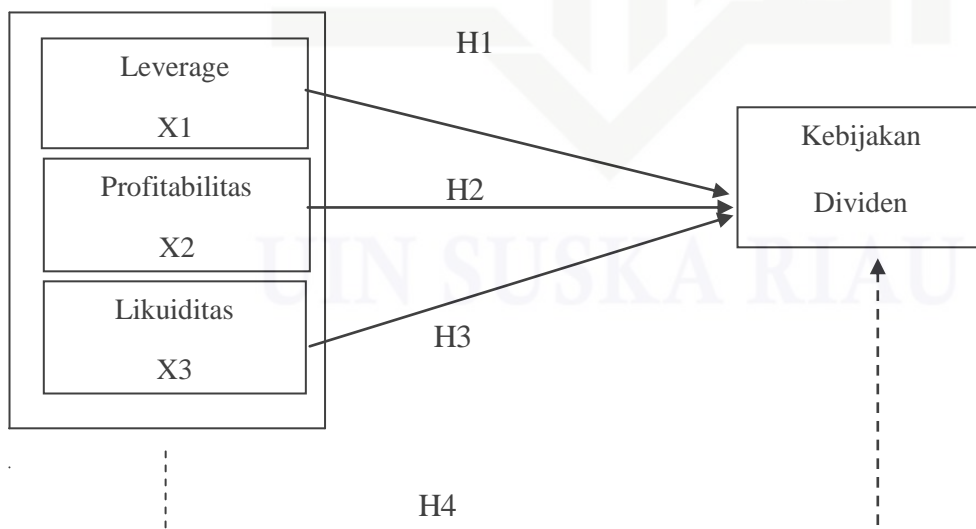 H1
Leverage
X1
Kebijakan
Dividen
Profitabilitas
X2
H2
UIN SUSKA RIAU
Likuiditas
X3
H3
H4